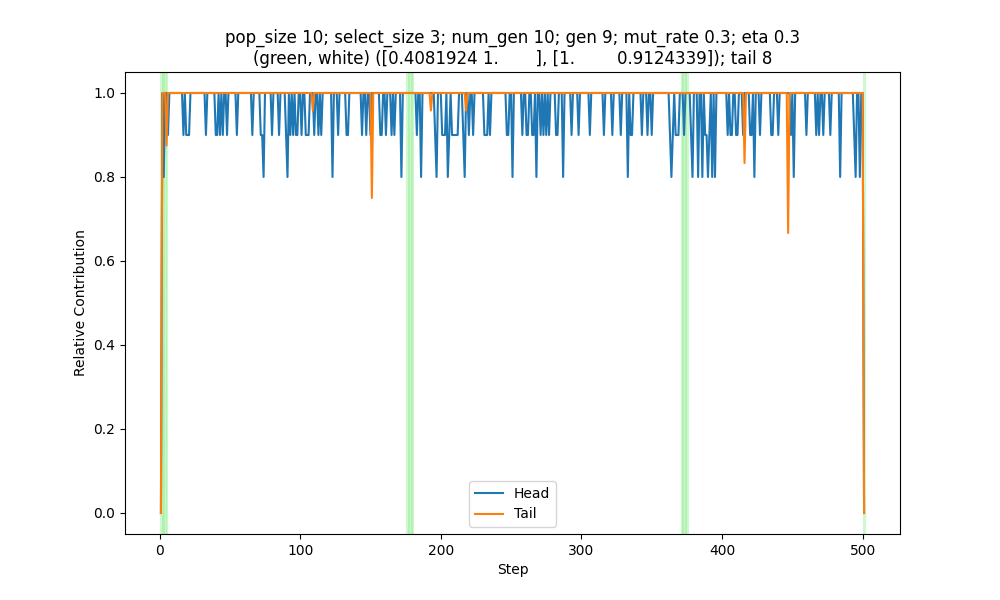 pop_size 10; select_size 3; num_gen 10; gen 9; mut_rate 0.3; eta 0.3
(green, white) ([0.4081924 1.        ], [1.        0.9124339]); tail 8
1.0
0.8
0.6
0.4
0.2
0.0
Relative Contribution
Head
Tail
0
100
200
300
400
500
Step